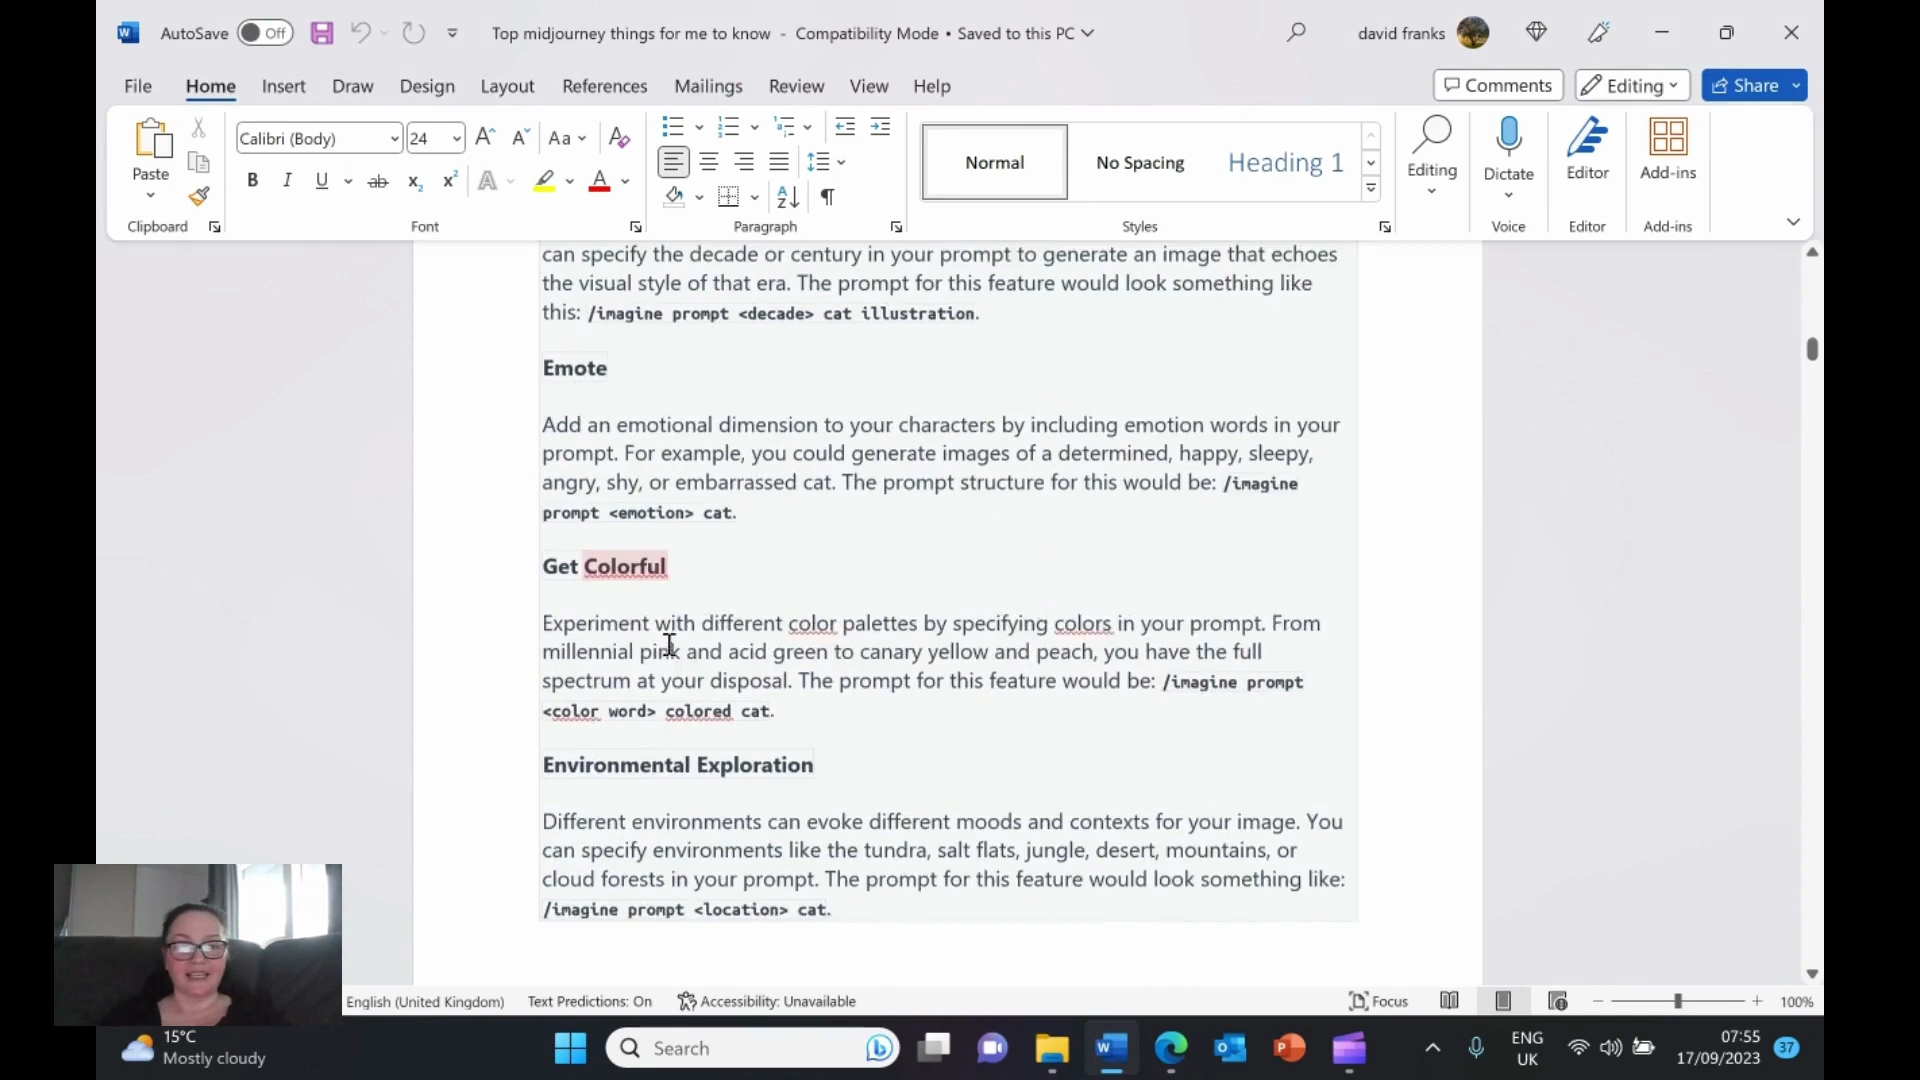 AutoSave Off
Top midjourney things for me to know - Compatibility Mode • Saved to this PC
david franks
File Home Insert Draw Design Layout References Mailings Review View Help
Comments Editing Share
Paste
Clipboard
Calibri (Body) 24
Font
Paragraph
Normal No Spacing Heading 1
Styles
Editing
Dictate
Voice
Editor
Editor
Add-ins
Add-ins
can specify the decade or century in your prompt to generate an image that echoes
the visual style of that era. The prompt for this feature would look something like
this: /imagine prompt <decade> cat illustration.
Emote
Add an emotional dimension to your characters by including emotion words in your
prompt. For example, you could generate images of a determined, happy, sleepy,
angry, shy, or embarrassed cat. The prompt structure for this would be: /imagine
prompt <emotion> cat.
Get Colorful
Experiment with different color palettes by specifying colors in your prompt. From
millennial pink and acid green to canary yellow and peach, you have the full
spectrum at your disposal. The prompt for this feature would be: /imagine prompt
<color word> colored cat.
Environmental Exploration
Different environments can evoke different moods and contexts for your image. You
can specify environments like the tundra, salt flats, jungle, desert, mountains, or
cloud forests in your prompt. The prompt for this feature would look something like:
/imagine prompt <location> cat.
English (United Kingdom) Text Predictions: On Accessibility: Unavailable
Focus 100%
15°C
Mostly cloudy
Search
ENG
UK
07:55
17/09/2023
37